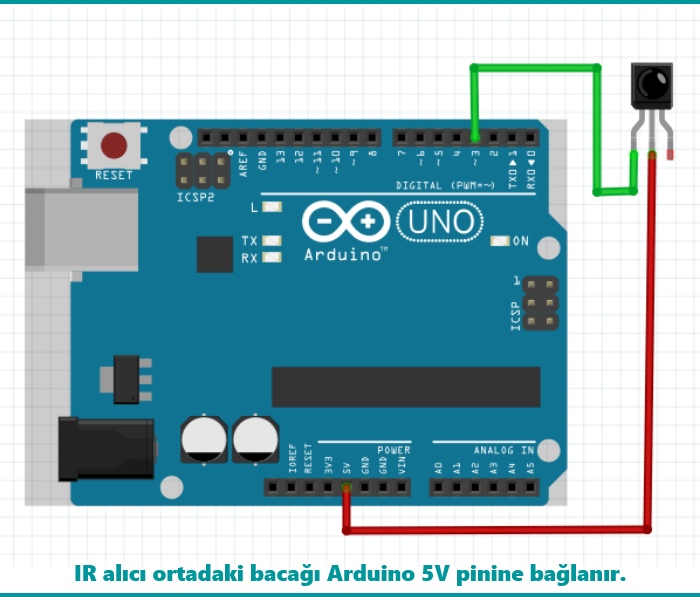 RESET
ICSP2
AREF
GND
13
12
~11
~10
~9
8
7
~6
~5
4
~3
2
TXD▶1
RXD◀0
DIGITAL (PWM=~)
L
TX
RX
Arduino™
UNO
ON
1
ICSP
POWER
ANALOG IN
IOREF
RESET
3V3
5V
GND
GND
VIN
A0
A1
A2
A3
A4
A5
IR alıcı ortadaki bacağı Arduino 5V pinine bağlanır.